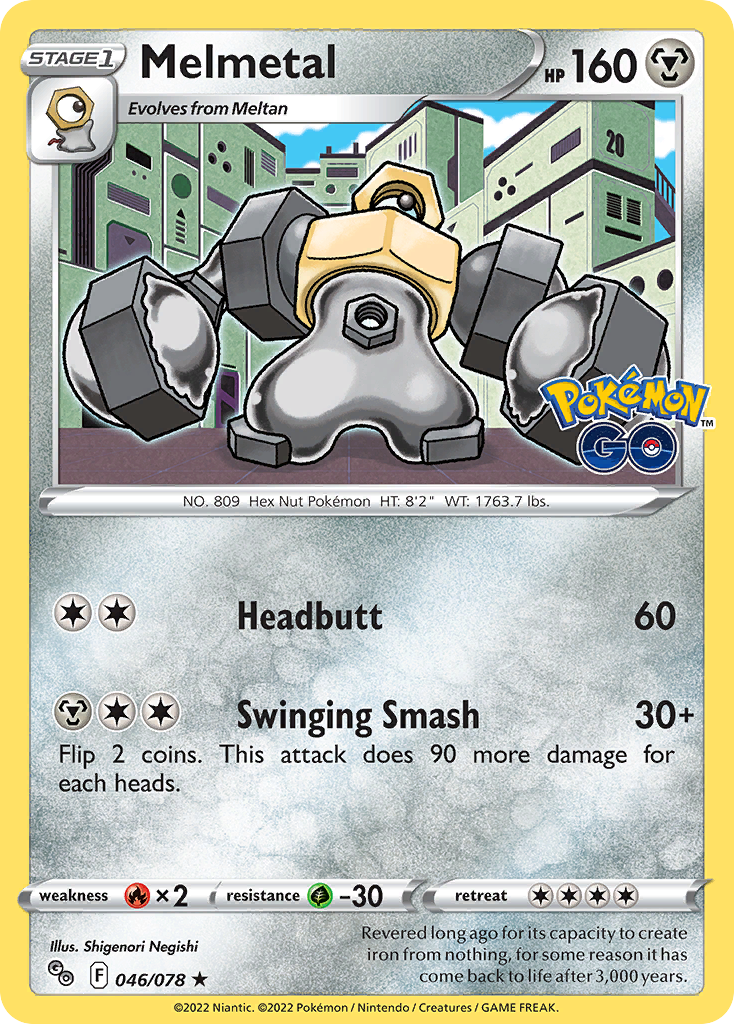 STAGE 1
Melmetal
HP 160
Evolves from Meltan
20
Pokémon
GO™
NO. 809 Hex Nut Pokémon HT: 8'2" WT: 1763.7 lbs.
Headbutt 60
Swinging Smash 30+
Flip 2 coins. This attack does 90 more damage for
each heads.
weakness ×2 resistance -30 retreat
Illus. Shigenori Negishi
Revered long ago for its capacity to create
iron from nothing, for some reason it has
come back to life after 3,000 years.
GO F 046/078 ★
©2022 Niantic. ©2022 Pokémon / Nintendo / Creatures / GAME FREAK.